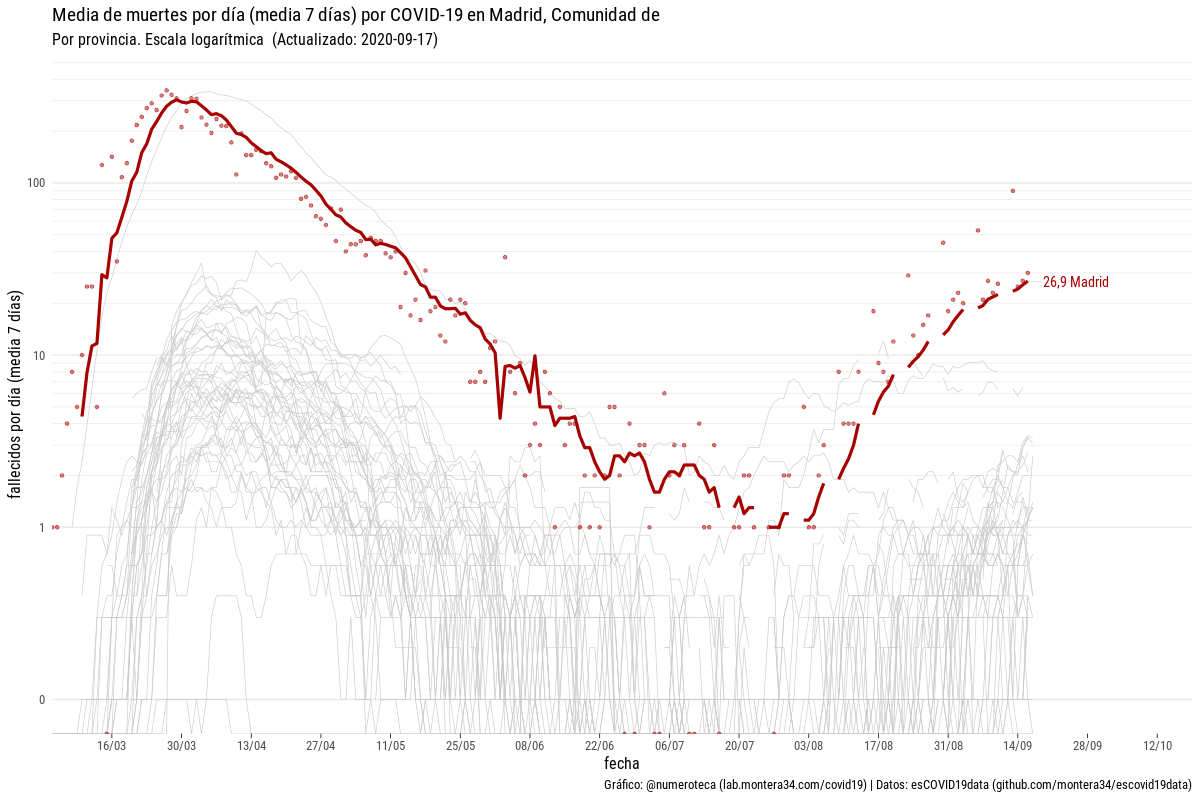 Media de muertes por día (media 7 días) por COVID-19 en Madrid, Comunidad de
Por provincia. Escala logarítmica (Actualizado: 2020-09-17)
fallecidos por día (media 7 días)
100
10
1
0
26,9 Madrid
16/03 30/03 13/04 27/04 11/05 25/05 08/06 22/06 06/07 20/07 03/08 17/08 31/08 14/09 28/09 12/10
fecha
Gráfico: @numeroteca (lab.montera34.com/covid19) | Datos: esCOVID19data (github.com/montera34/escovid19data)